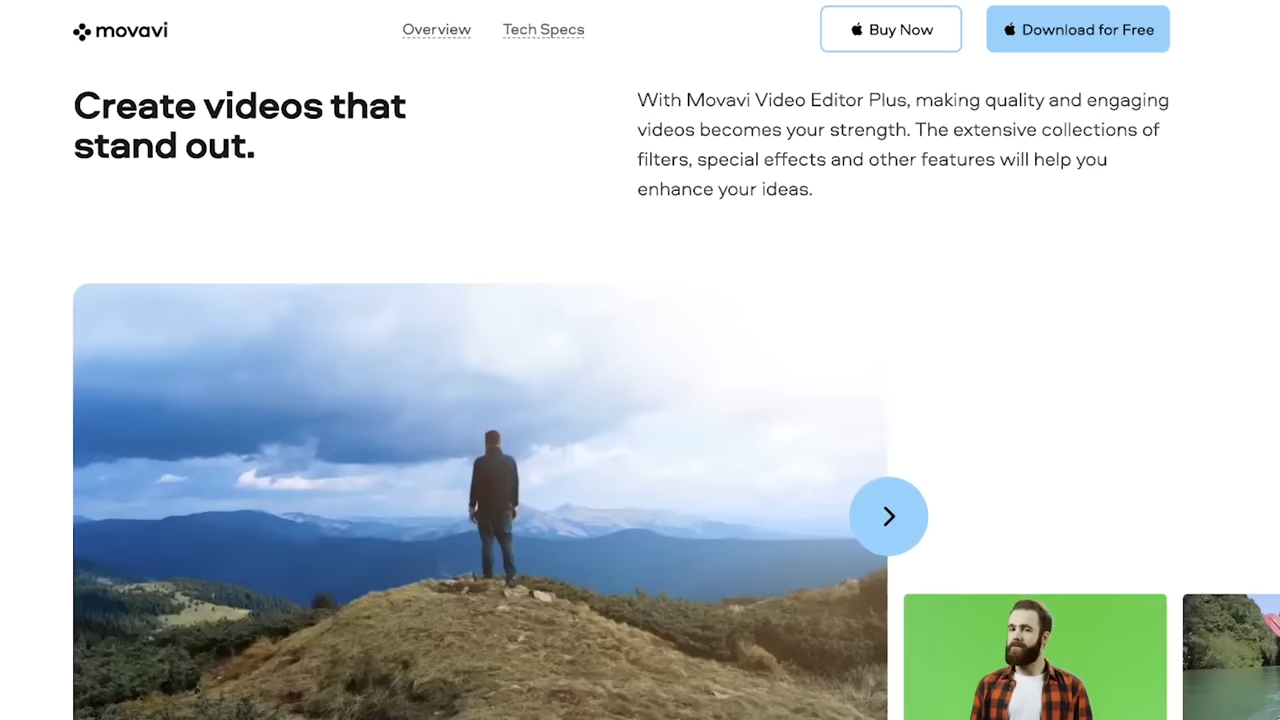 movavi
Overview
Tech Specs
Buy Now
Download for Free
Create videos that
stand out.
With Movavi Video Editor Plus, making quality and engaging
videos becomes your strength. The extensive collections of
filters, special effects and other features will help you
enhance your ideas.